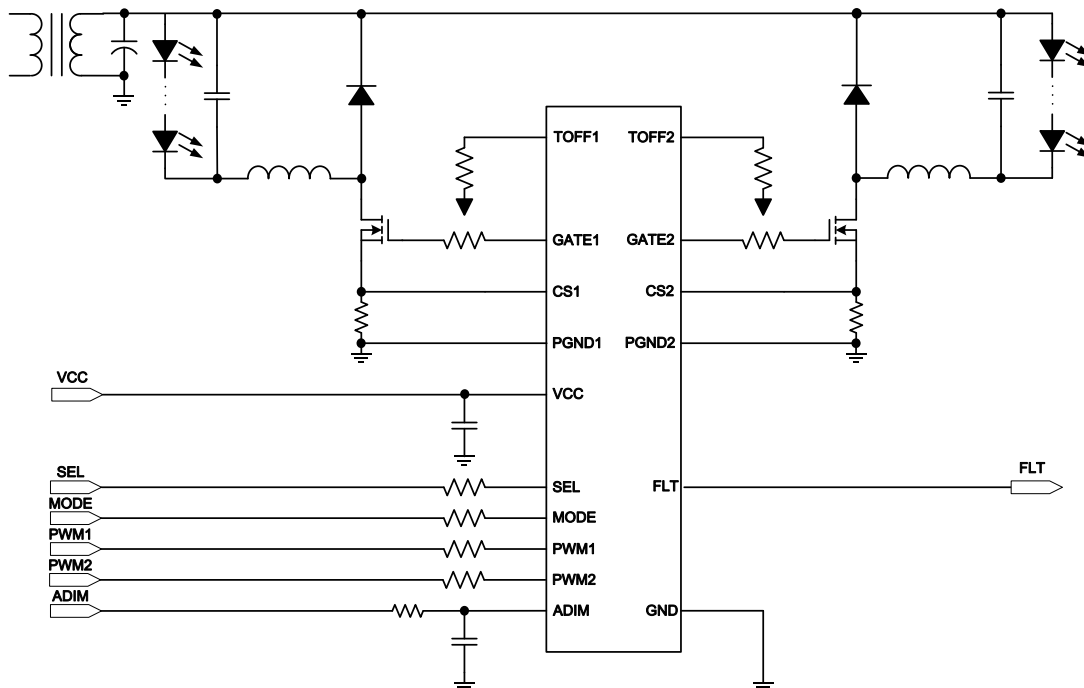 TOFF1 TOFF2
GATE1 GATE2
CS1 CS2
PGND1 PGND2
VCC VCC
SEL SEL FLT FLT
MODE MODE
PWM1 PWM1
PWM2 PWM2
ADIM ADIM GND